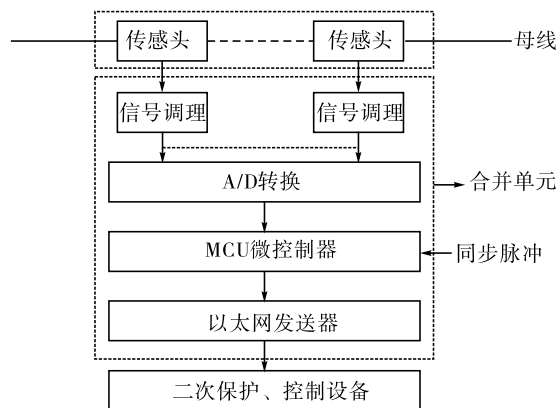 传感头 传感头 母线
信号调理 信号调理
A/D转换
合并单元
MCU微控制器
同步脉冲
以太网发送器
二次保护、控制设备